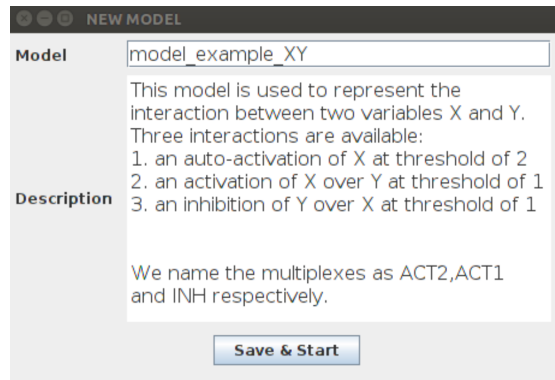 NEW MODEL
Model
model_example_XY
Description
This model is used to represent the
interaction between two variables X and Y.
Three interactions are available:
1. an auto-activation of X at threshold of 2
2. an activation of X over Y at threshold of 1
3. an inhibition of Y over X at threshold of 1
We name the multiplexes as ACT2,ACT1
and INH respectively.
Save & Start